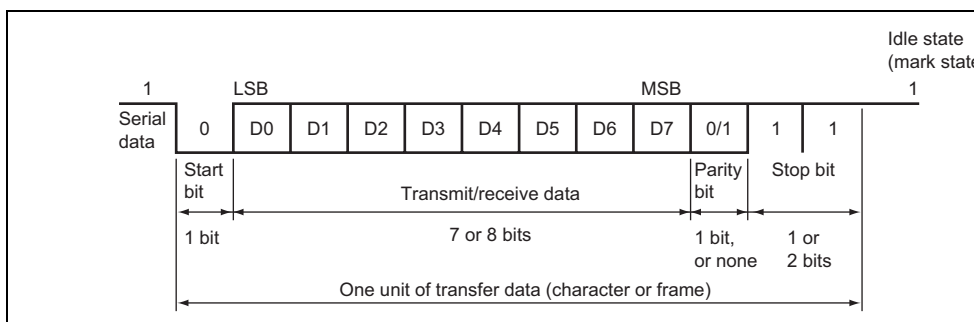 Idle state
(mark state
1 LSB MSB 1
Serial
data
0 D0 D1 D2 D3 D4 D5 D6 D7 0/1 1 1
Start
bit
Transmit/receive data
Parity
bit
Stop bit
1 bit
7 or 8 bits
1 bit,
or none
1 or
2 bits
One unit of transfer data (character or frame)